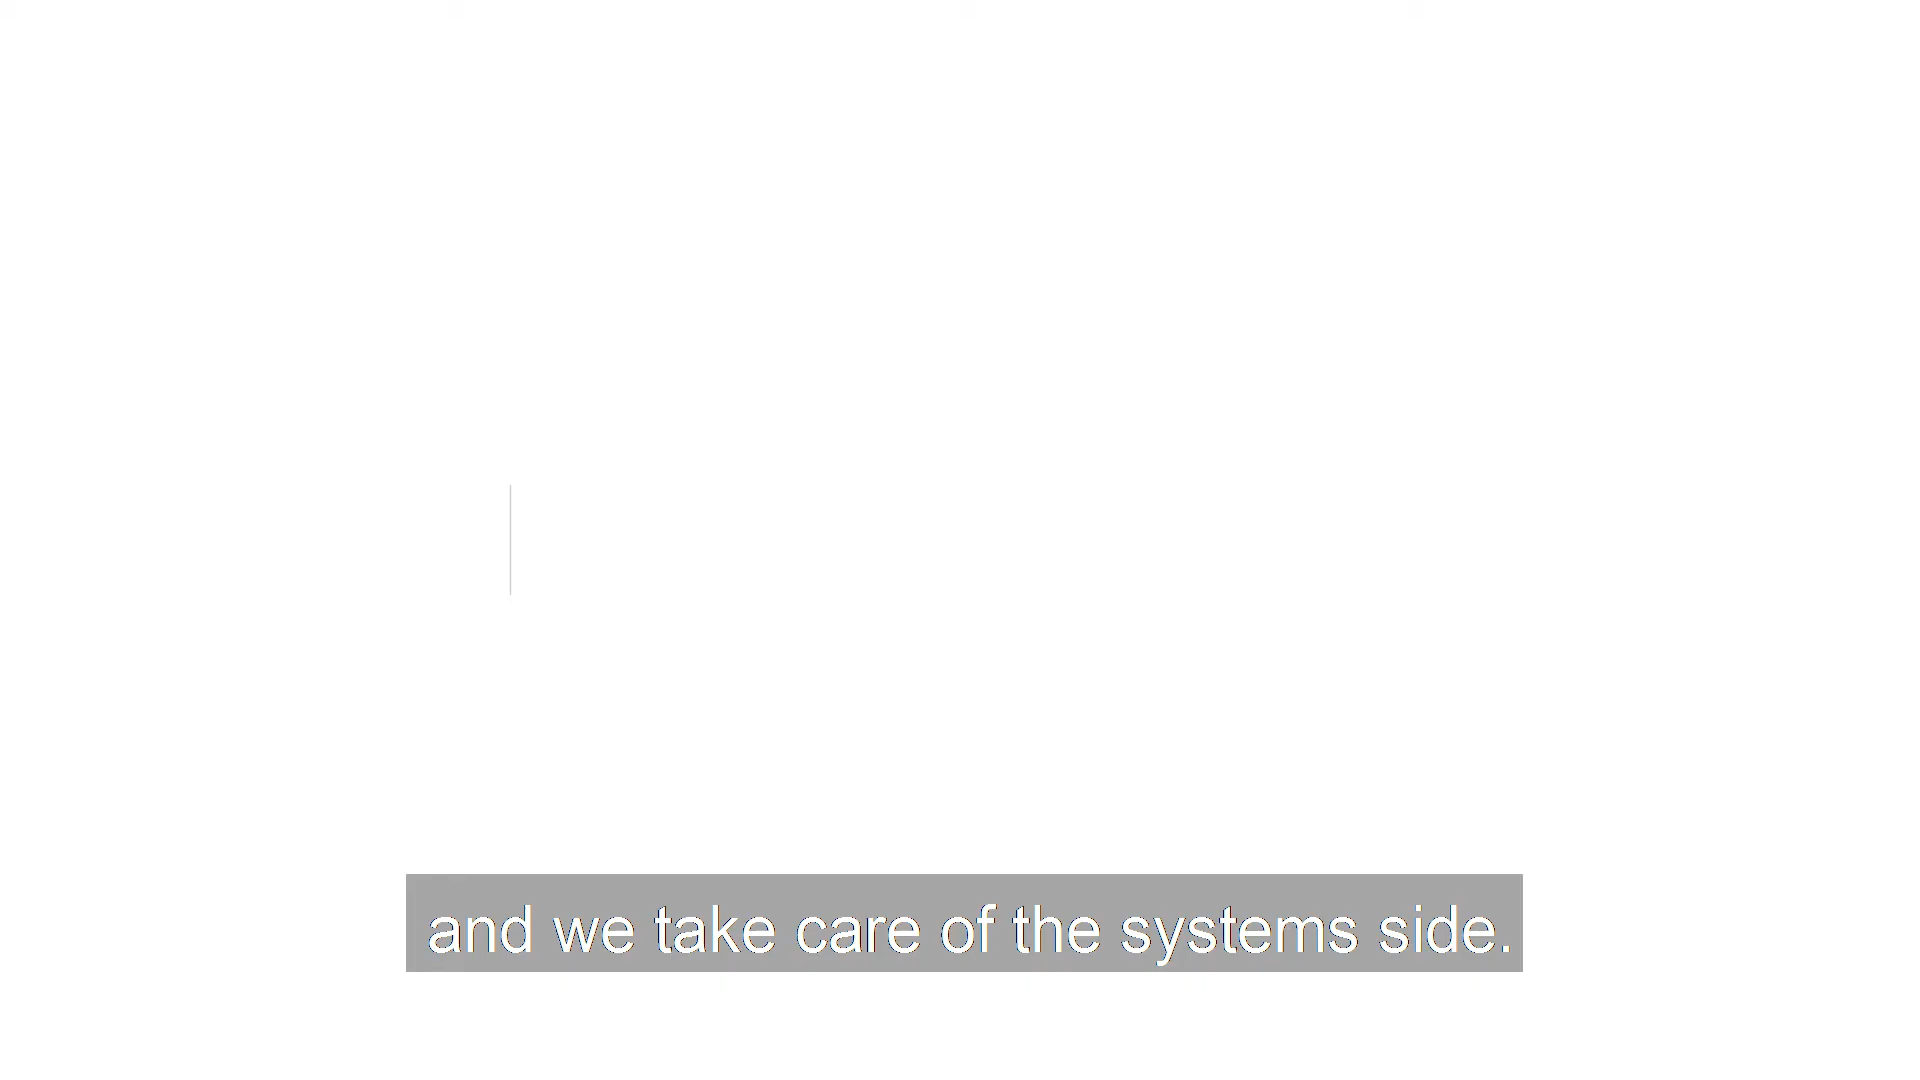 and we take care of the systems side.